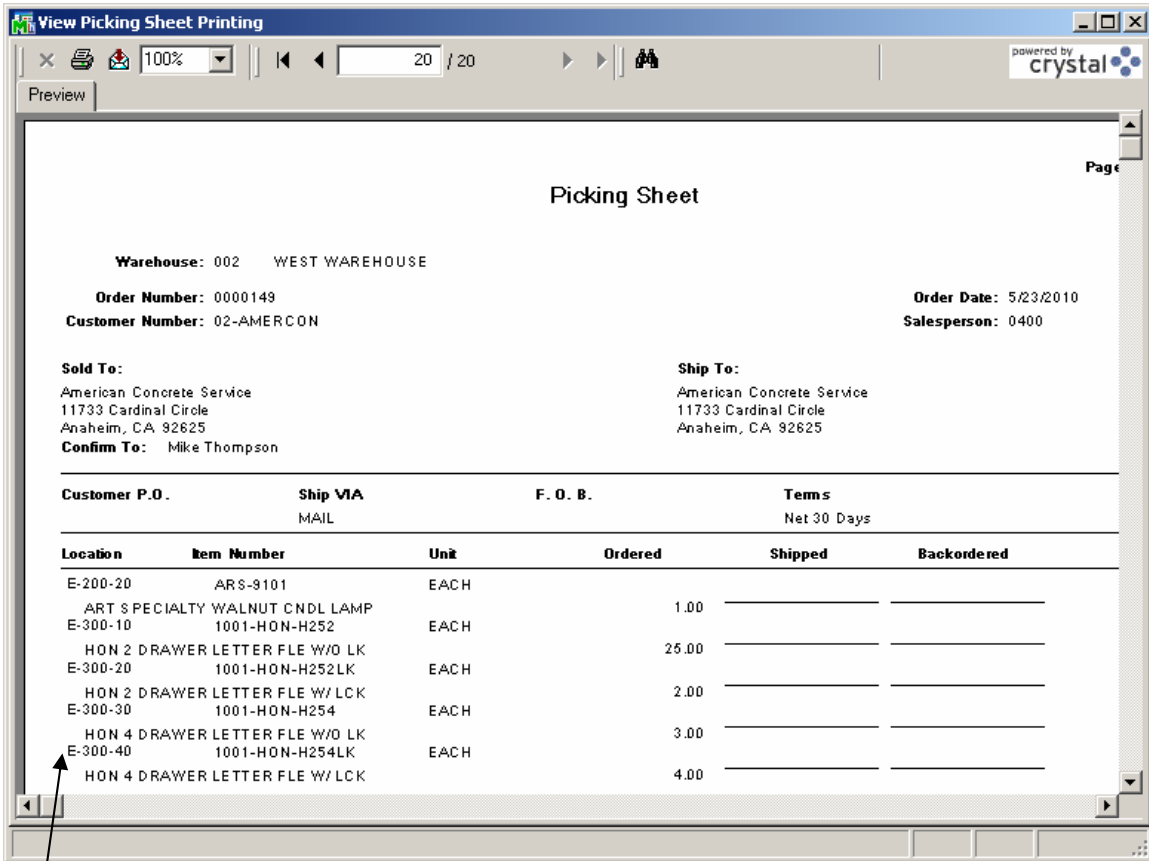 View Picking Sheet Printing
100% 20 / 20 powered by crystal
Preview
Page
Picking Sheet
Warehouse: 002 WEST WAREHOUSE
Order Number: 0000149 Order Date: 5/23/2010
Customer Number: 02-AMERCON Salesperson: 0400
Sold To: Ship To:
American Concrete Service American Concrete Service
11733 Cardinal Circle 11733 Cardinal Circle
Anaheim, CA 92625 Anaheim, CA 92625
Confirm To: Mike Thompson
Customer P.O. Ship VIA F. O. B. Terms
MAIL Net 30 Days
Location Item Number Unit Ordered Shipped Backordered
E-200-20 ARS-9101 EACH
ART SPECIALTY WALNUT CNDL LAMP 1.00
E-300-10 1001-HON-H252 EACH
HON 2 DRAWER LETTER FLE W/O LK 25.00
E-300-20 1001-HON-H252LK EACH
HON 2 DRAWER LETTER FLE W/ LCK 2.00
E-300-30 1001-HON-H254 EACH
HON 4 DRAWER LETTER FLE W/O LK 3.00
E-300-40 1001-HON-H254LK EACH
HON 4 DRAWER LETTER FLE W/ LCK 4.00